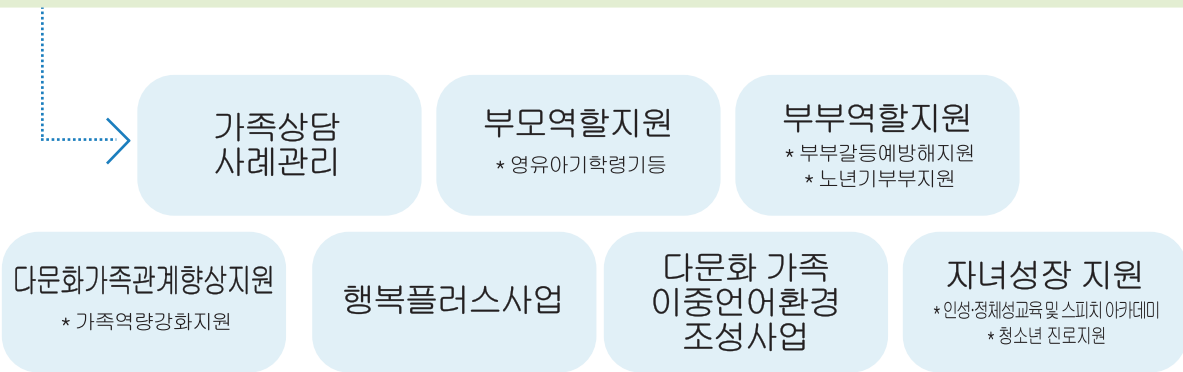 가족상담
사례관리
부모역할지원
* 영유아기학령기등
부부역할지원
* 부부갈등예방해지원
* 노년기부부지원
다문화가족관계향상지원
* 가족역량강화지원
행복플러스사업
다문화 가족
이중언어환경
조성사업
자녀성장 지원
* 인성·정체성교육 및 스피치 아카데미
* 청소년 진로지원